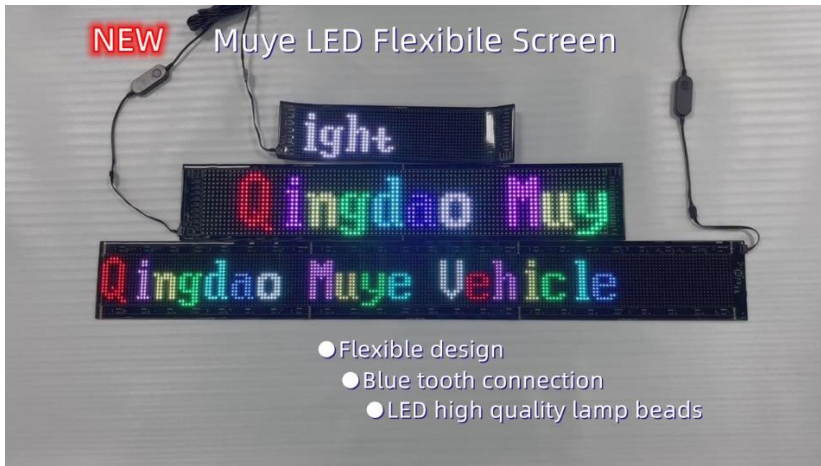 NEW Muye LED Flexibile Screen
ight
Qingdao Muy
Qingdao Muye Vehicle
●Flexible design
●Blue tooth connection
●LED high quality lamp beads